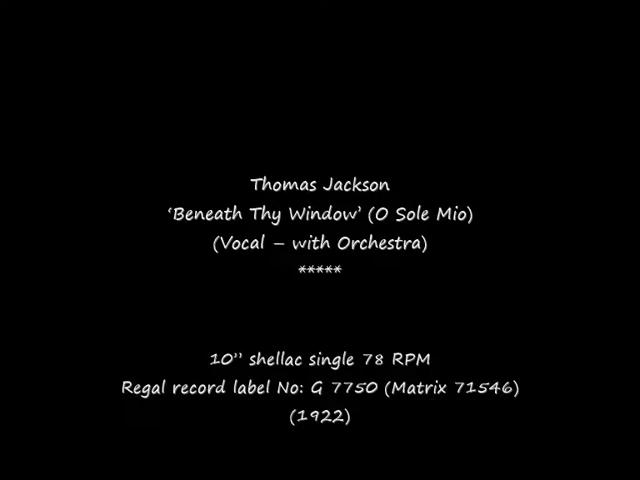 Thomas Jackson
‘Beneath Thy Window’ (O Sole Mio)
(Vocal – with Orchestra)
*****
10” shellac single 78 RPM
Regal record label No: G 7750 (Matrix 71546)
(1922)